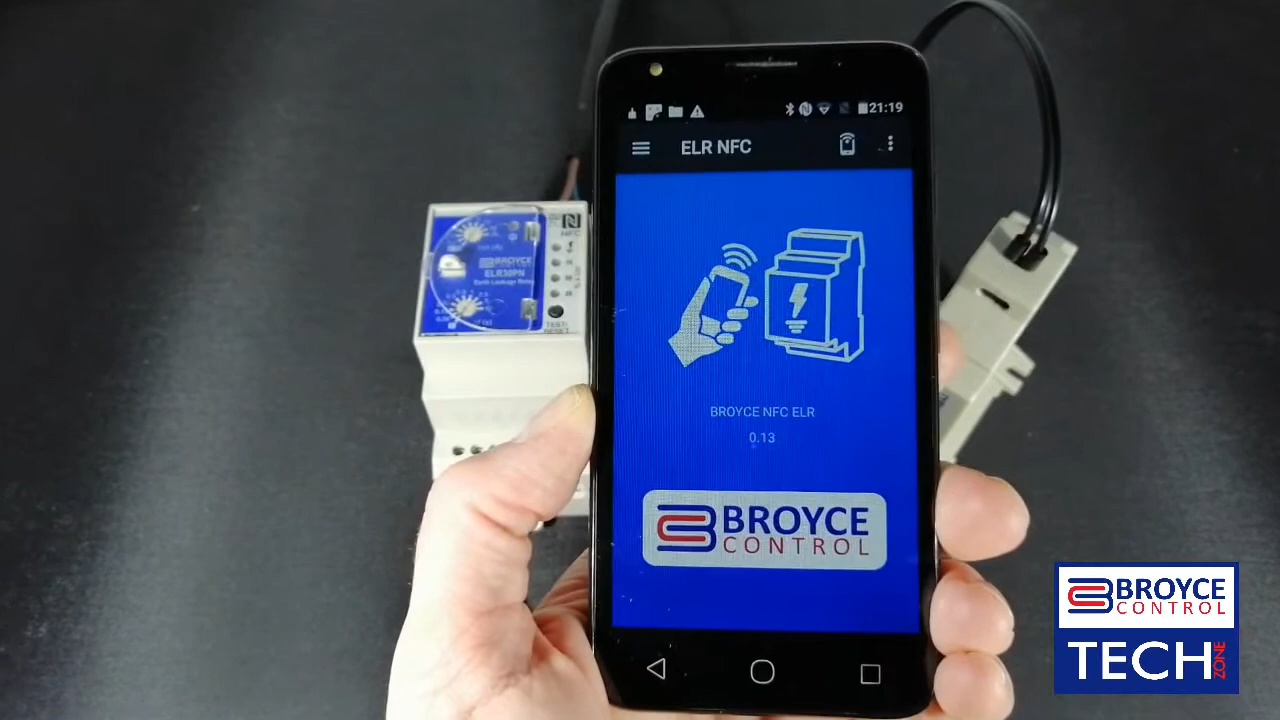 21:19
ELR NFC
BROYCE NFC ELR
0.13
BROYCE
CONTROL
NFC
BROYCE
CONTROL
ELR30PN
Earth Leakage Relay
TEST/
RESET
BROYCE
CONTROL
TECH
ZONE